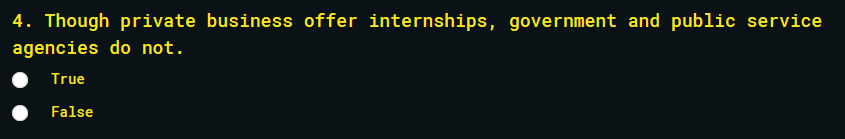 4. Though private business offer internships, government and public service
agencies do not.
True
False